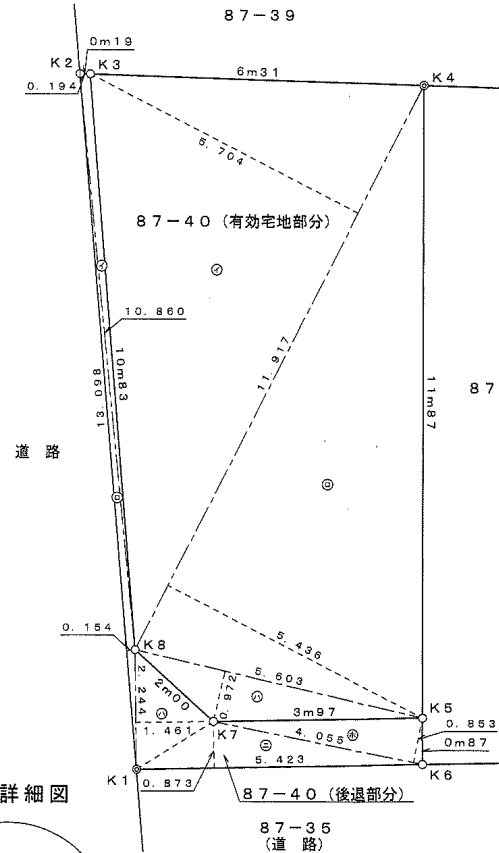 87-39
0m19
K2
K3
6m31
K4
0.194
5.704
87-40 (有効宅地部分)
イ
イ
10.860
10m83
11.917
11m87
13.098
87
道路
ロ
ロ
0.154
K8
5.436
2.244
2m00
5.603
ハ
ハ
0.972
3m97
K5
0.853
1.461
K7
4.055
ホ
0m87
ニ
K1
5.423
K6
0.873
87-40 (後退部分)
詳細図
87-35
(道路)